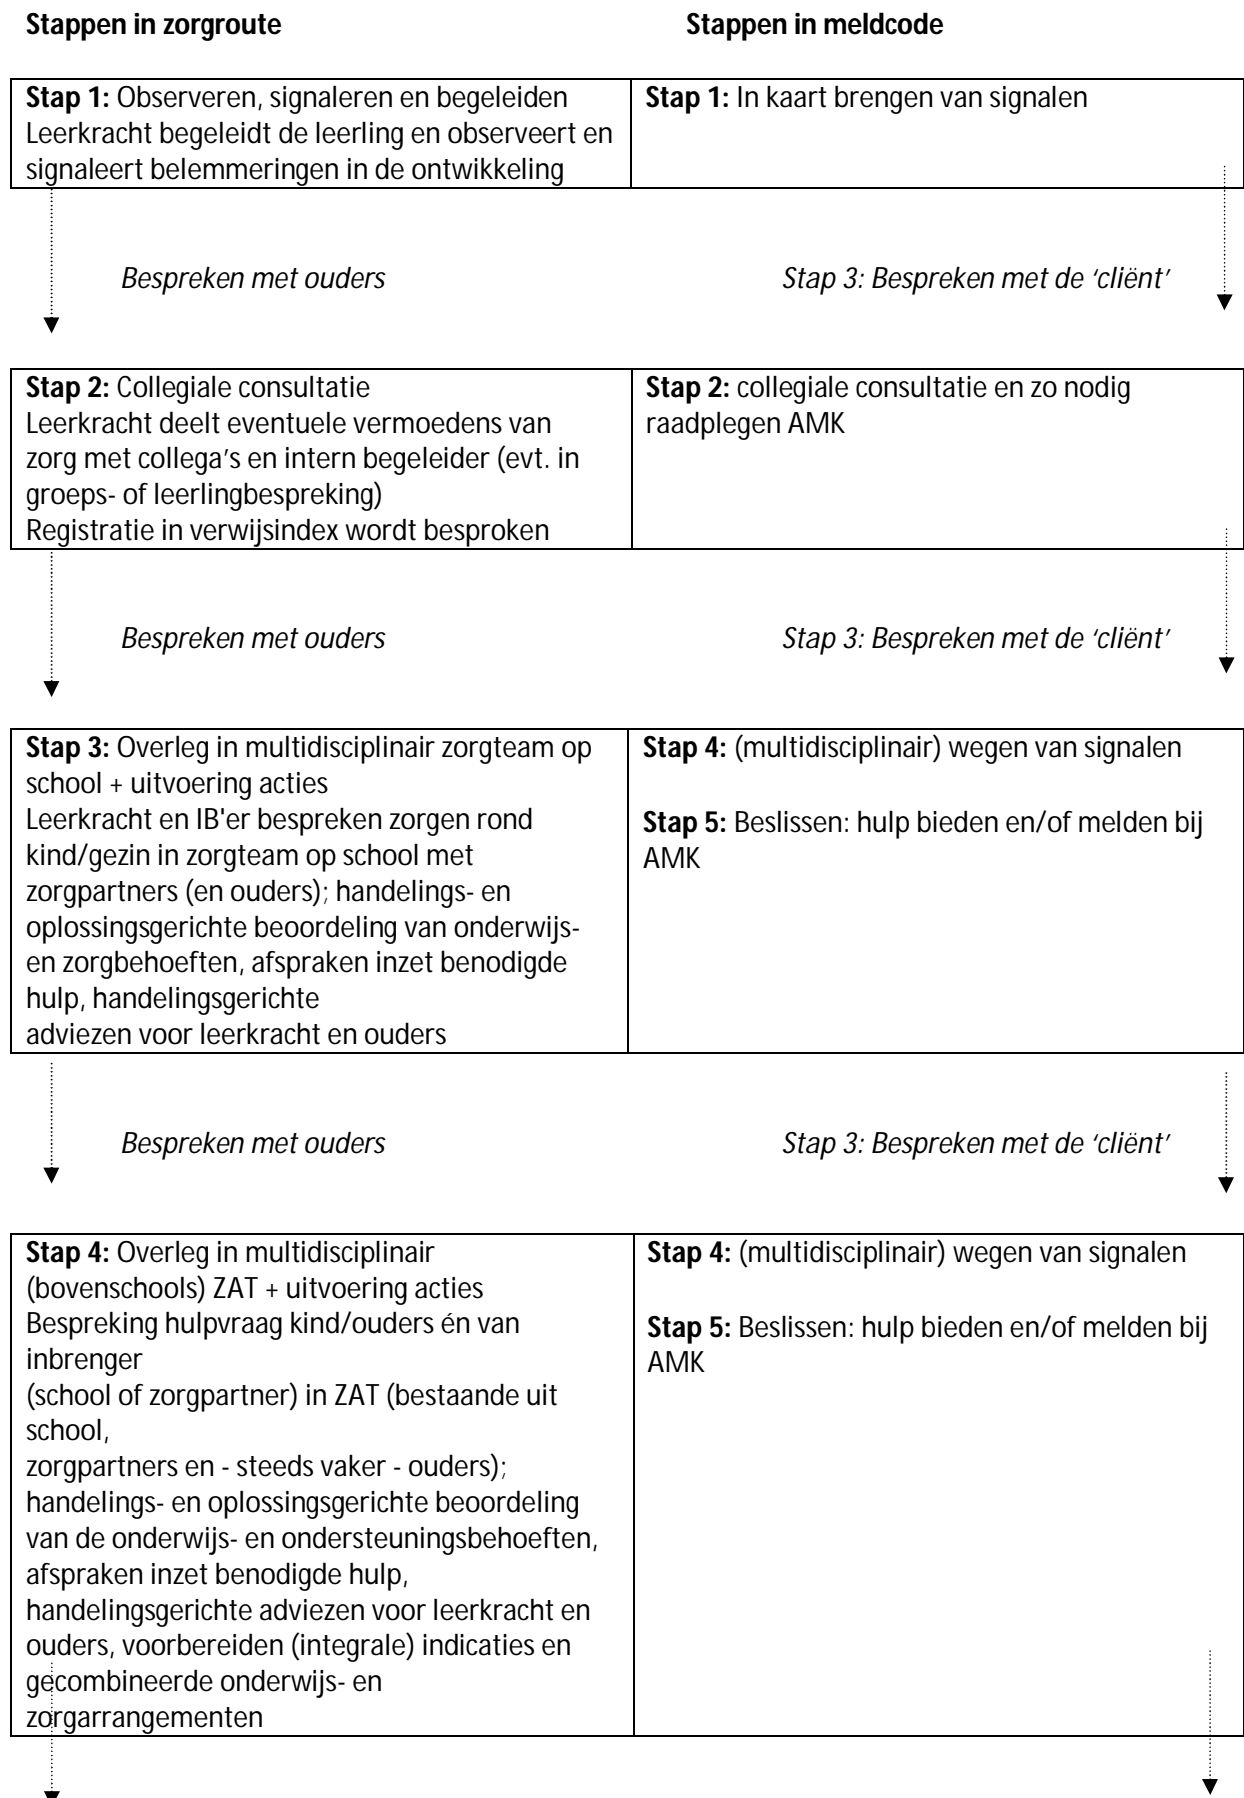 Stappen in zorgroute
Stappen in meldcode
Stap 1: Observeren, signaleren en begeleiden
Leerkracht begeleidt de leerling en observeert en
signaleert belemmeringen in de ontwikkeling
Stap 1: In kaart brengen van signalen
Bespreken met ouders
Stap 3: Bespreken met de ‘cliënt’
Stap 2: Collegiale consultatie
Leerkracht deelt eventuele vermoedens van
zorg met collega’s en intern begeleider (evt. in
groeps- of leerlingbespreking)
Registratie in verwijsindex wordt besproken
Stap 2: collegiale consultatie en zo nodig
raadplegen AMK
Bespreken met ouders
Stap 3: Bespreken met de ‘cliënt’
Stap 3: Overleg in multidisciplinair zorgteam op
school + uitvoering acties
Leerkracht en IB'er bespreken zorgen rond
kind/gezin in zorgteam op school met
zorgpartners (en ouders); handelings- en
oplossingsgerichte beoordeling van onderwijs-
en zorgbehoeften, afspraken inzet benodigde
hulp, handelingsgerichte
adviezen voor leerkracht en ouders
Stap 4: (multidisciplinair) wegen van signalen
Stap 5: Beslissen: hulp bieden en/of melden bij
AMK
Bespreken met ouders
Stap 3: Bespreken met de ‘cliënt’
Stap 4: Overleg in multidisciplinair
(bovenschools) ZAT + uitvoering acties
Bespreking hulpvraag kind/ouders én van
inbrenger
(school of zorgpartner) in ZAT (bestaande uit
school,
zorgpartners en - steeds vaker - ouders);
handelings- en oplossingsgerichte beoordeling
van de onderwijs- en ondersteuningsbehoeften,
afspraken inzet benodigde hulp,
handelingsgerichte adviezen voor leerkracht en
ouders, voorbereiden (integrale) indicaties en
gecombineerde onderwijs- en
zorgarrangementen
Stap 4: (multidisciplinair) wegen van signalen
Stap 5: Beslissen: hulp bieden en/of melden bij
AMK